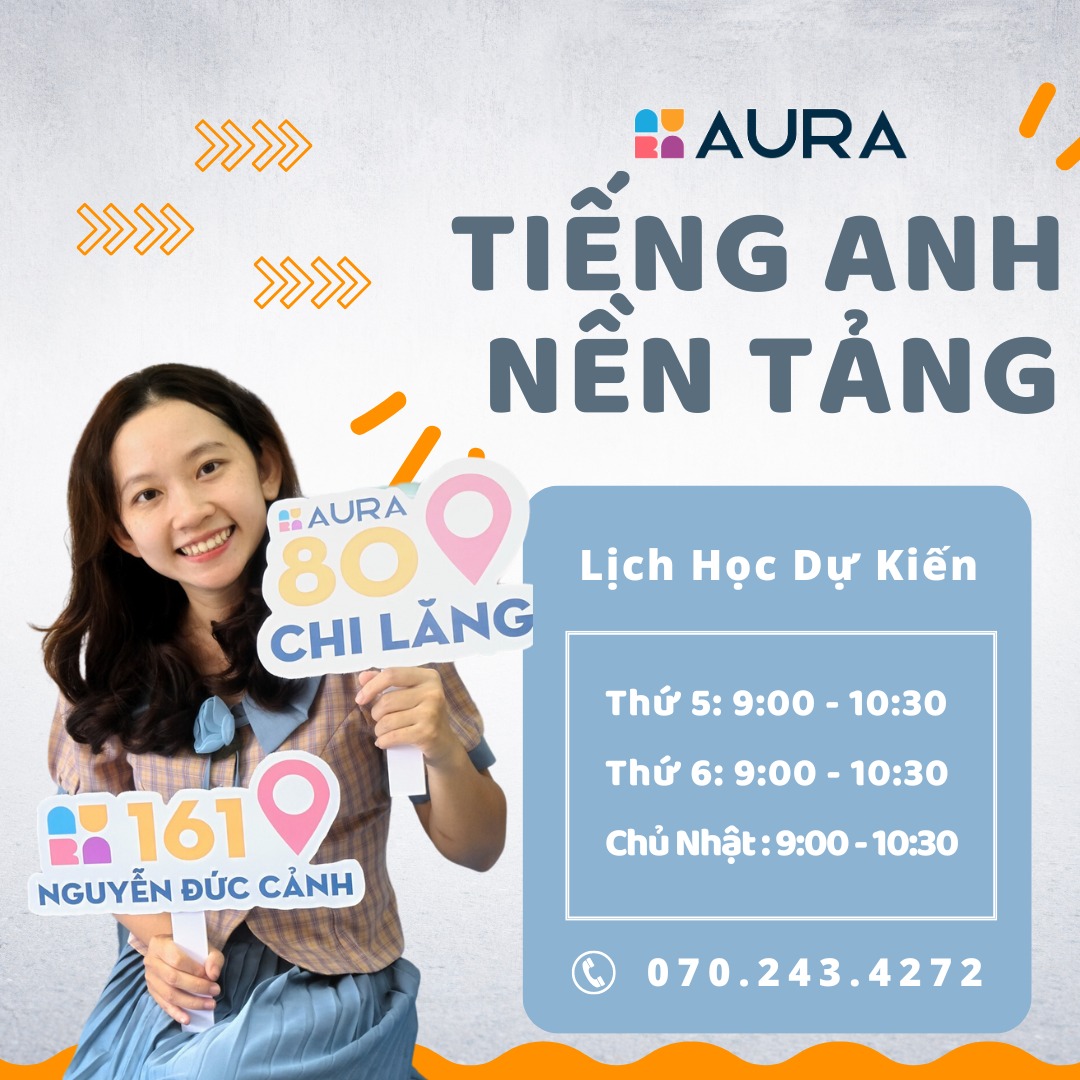 AURA
TIẾNG ANH
NỀN TẢNG
AURA
80
CHI LĂNG
161
NGUYỄN ĐỨC CẢNH
Lịch Học Dự Kiến
Thứ 5: 9:00 - 10:30
Thứ 6: 9:00 - 10:30
Chủ Nhật : 9:00 - 10:30
070.243.4272